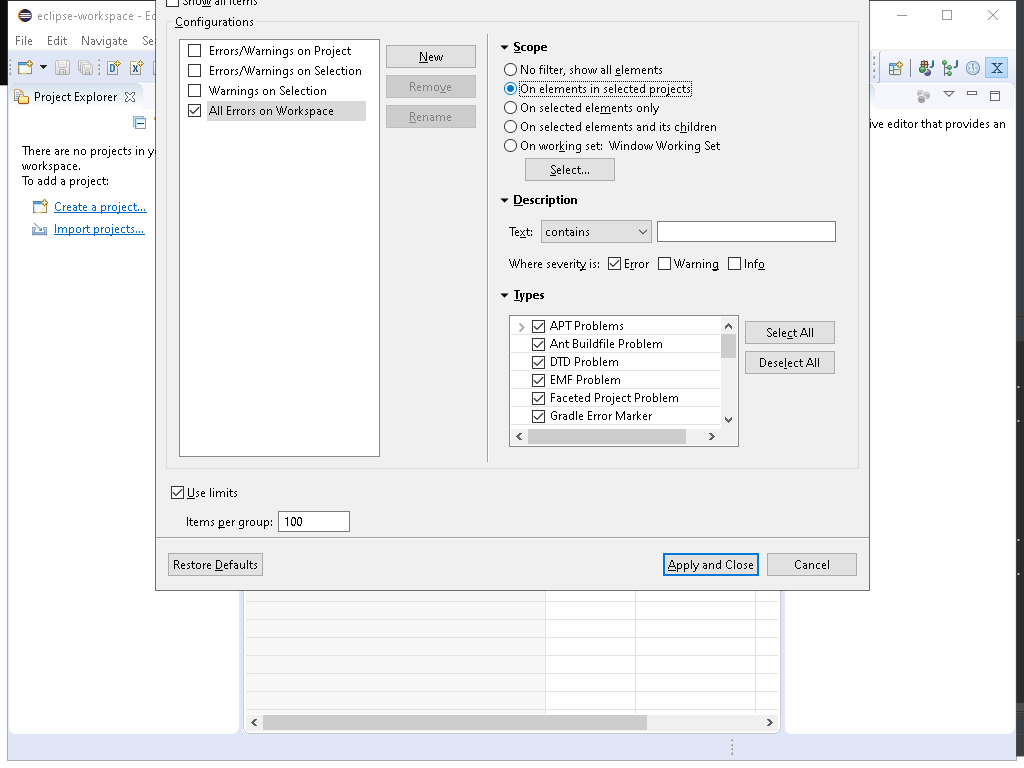 eclipse-workspace - Ec
Show all items
File Edit Navigate Se
Configurations
Errors/Warnings on Project
Errors/Warnings on Selection
Warnings on Selection
All Errors on Workspace
New
Remove
Rename
Scope
No filter, show all elements
On elements in selected projects
On selected elements only
On selected elements and its children
On working set: Window Working Set
Select...
Description
Text: contains
Where severity is: Error Warning Info
Types
APT Problems
Ant Buildfile Problem
DTD Problem
EMF Problem
Faceted Project Problem
Gradle Error Marker
Select All
Deselect All
Use limits
Items per group: 100
Restore Defaults
Apply and Close
Cancel
Project Explorer
There are no projects in y
workspace.
To add a project:
Create a project...
Import projects...
ive editor that provides an